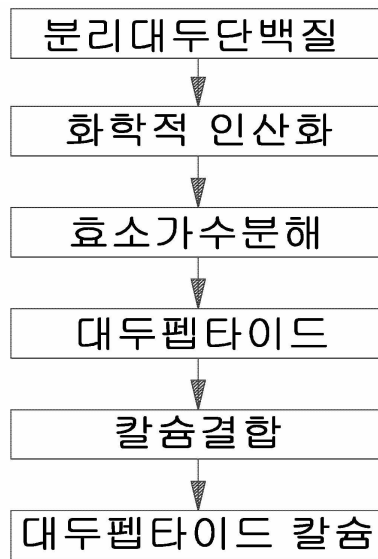 분리대두단백질
화학적 인산화
효소가수분해
대두펩타이드
칼슘결합
대두펩타이드 칼슘